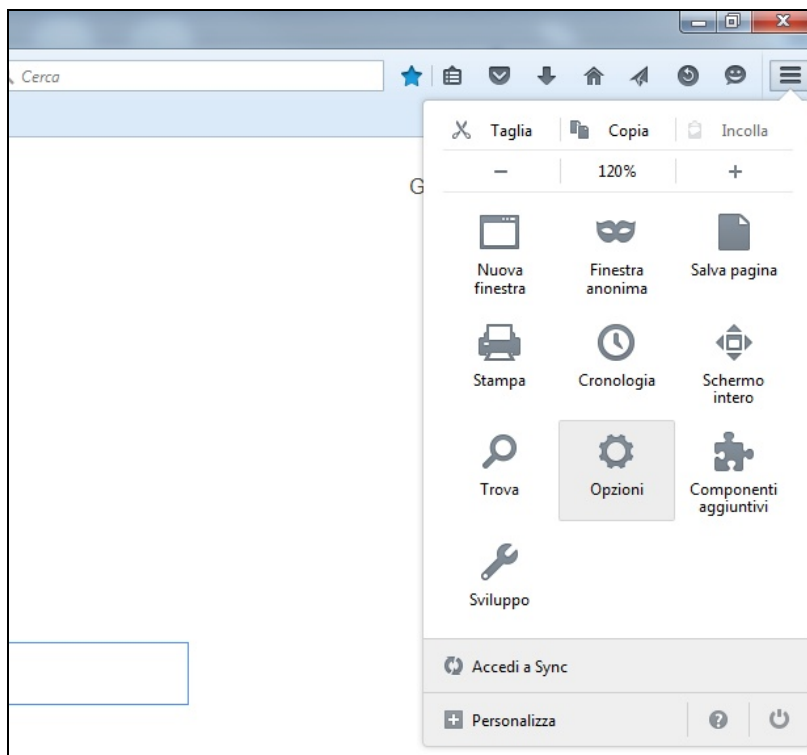 Cerca
Taglia Copia Incolla
− 120% +
G
Nuova finestra
Finestra anonima
Salva pagina
Stampa
Cronologia
Schermo intero
Trova
Opzioni
Componenti aggiuntivi
Sviluppo
Accedi a Sync
Personalizza ?